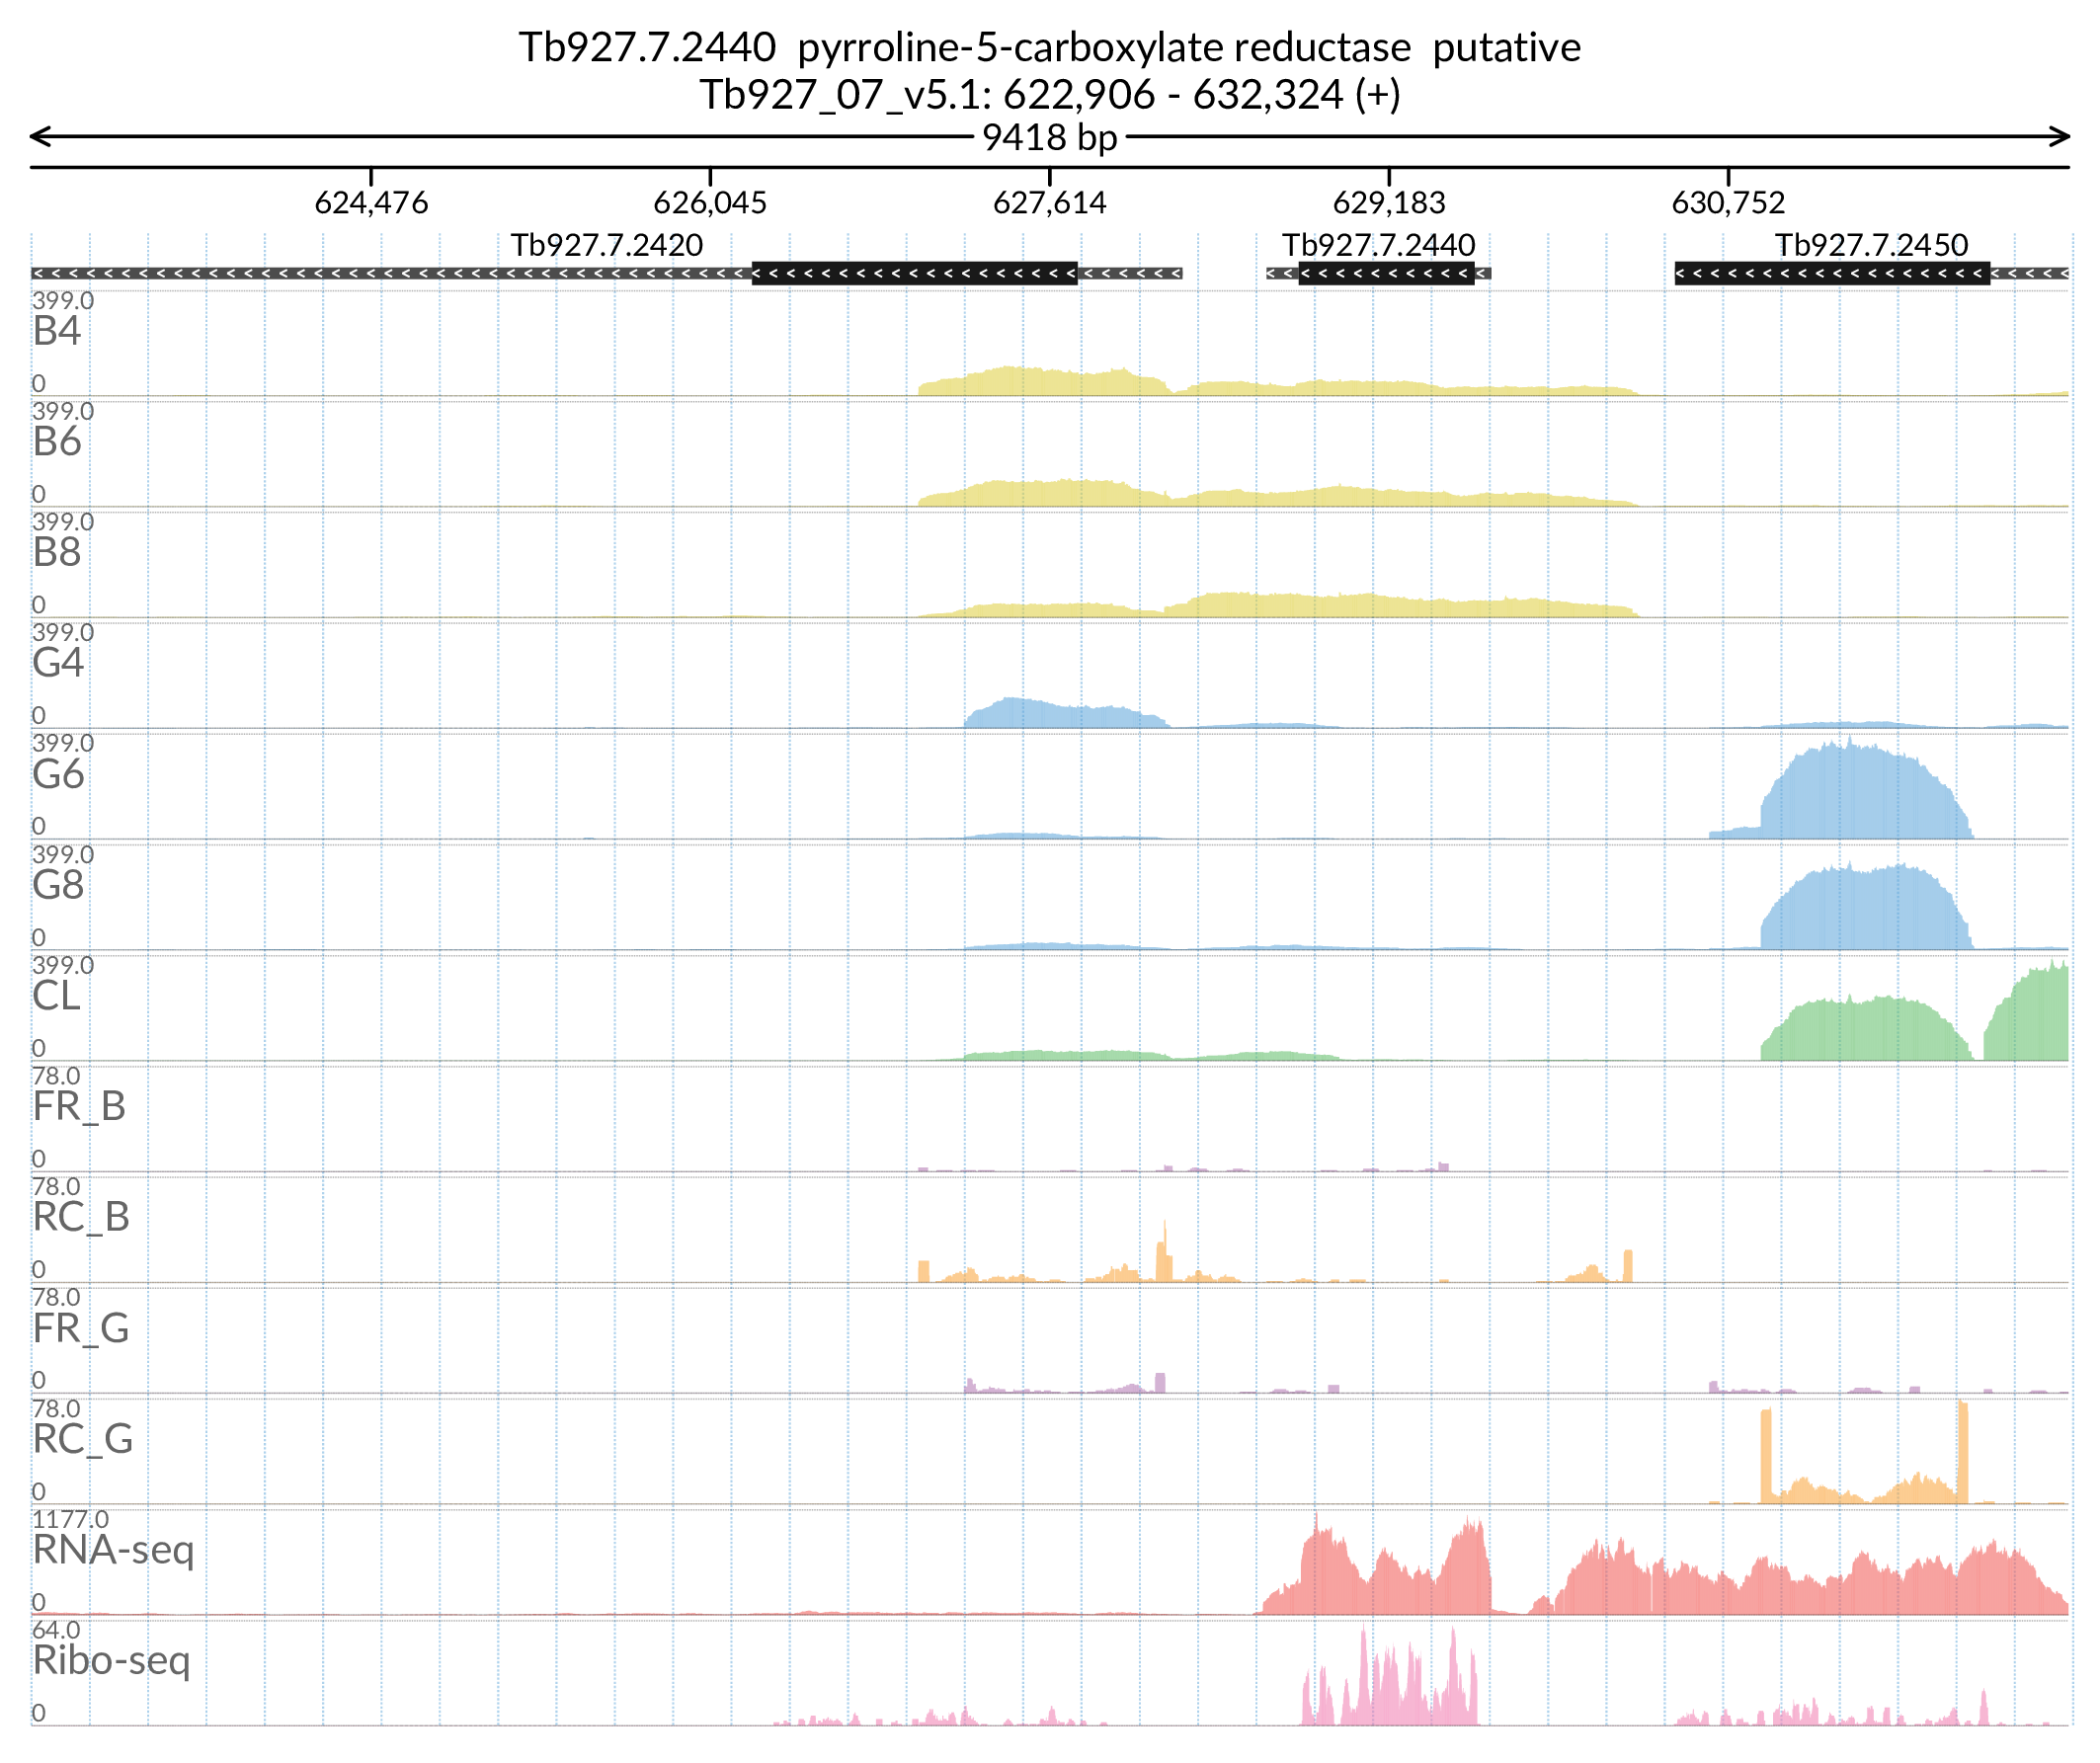 Tb927.7.2440 pyrroline-5-carboxylate reductase putative
Tb927_07_v5.1: 622,906 - 632,324 (+)
9418 bp
624,476 626,045 627,614 629,183 630,752
Tb927.7.2420 Tb927.7.2440 Tb927.7.2450
399.0
B4
0
399.0
B6
0
399.0
B8
0
399.0
G4
0
399.0
G6
0
399.0
G8
0
399.0
CL
0
78.0
FR_B
0
78.0
RC_B
0
78.0
FR_G
0
78.0
RC_G
0
1177.0
RNA-seq
0
64.0
Ribo-seq
0